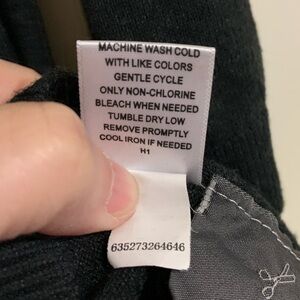 MACHINE WASH COLD
WITH LIKE COLORS
GENTLE CYCLE
ONLY NON-CHLORINE
BLEACH WHEN NEEDED
TUMBLE DRY LOW
REMOVE PROMPTLY
COOL IRON IF NEEDED
H1
635273264646